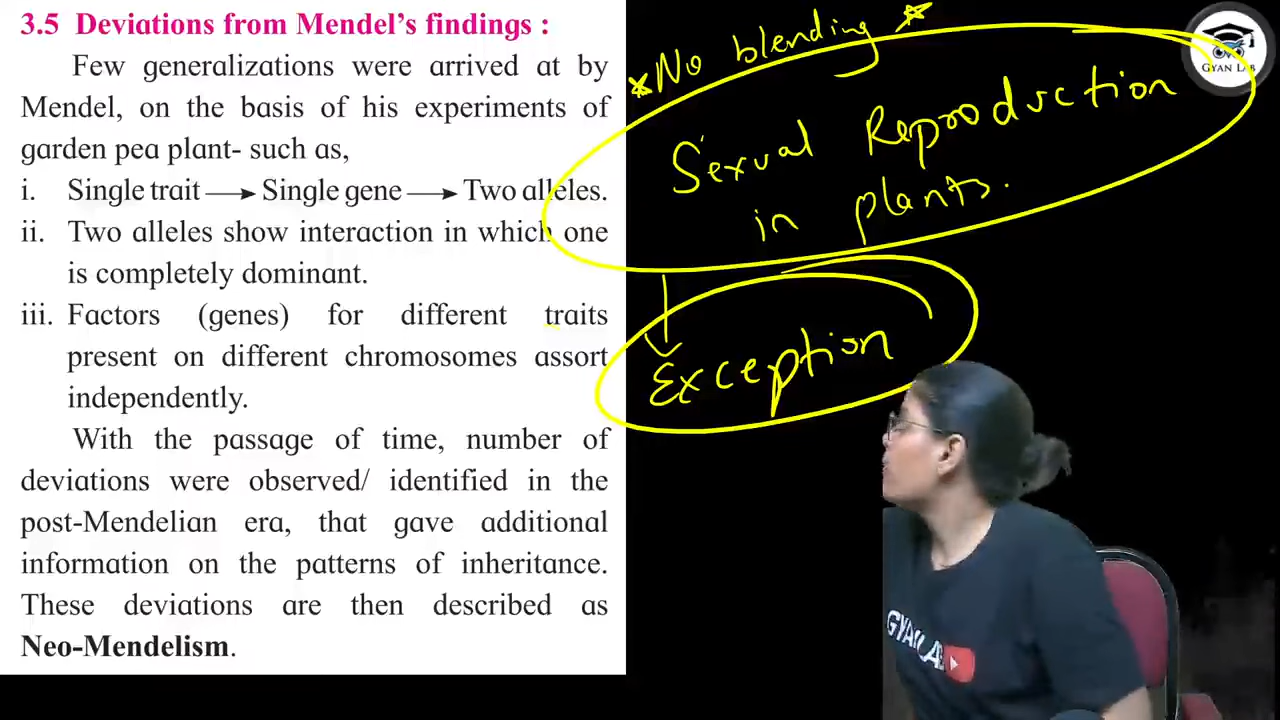 3.5 Deviations from Mendel's findings :
Few generalizations were arrived at by
Mendel, on the basis of his experiments of
garden pea plant- such as,
i. Single trait → Single gene → Two alleles.
ii. Two alleles show interaction in which one
is completely dominant.
iii. Factors (genes) for different traits
present on different chromosomes assort
independently.
With the passage of time, number of
deviations were observed/ identified in the
post-Mendelian era, that gave additional
information on the patterns of inheritance.
These deviations are then described as
Neo-Mendelism.
*No blending*
Sexual Reproduction
in plants.
Exception
GYAN LAB
GYAN LAB